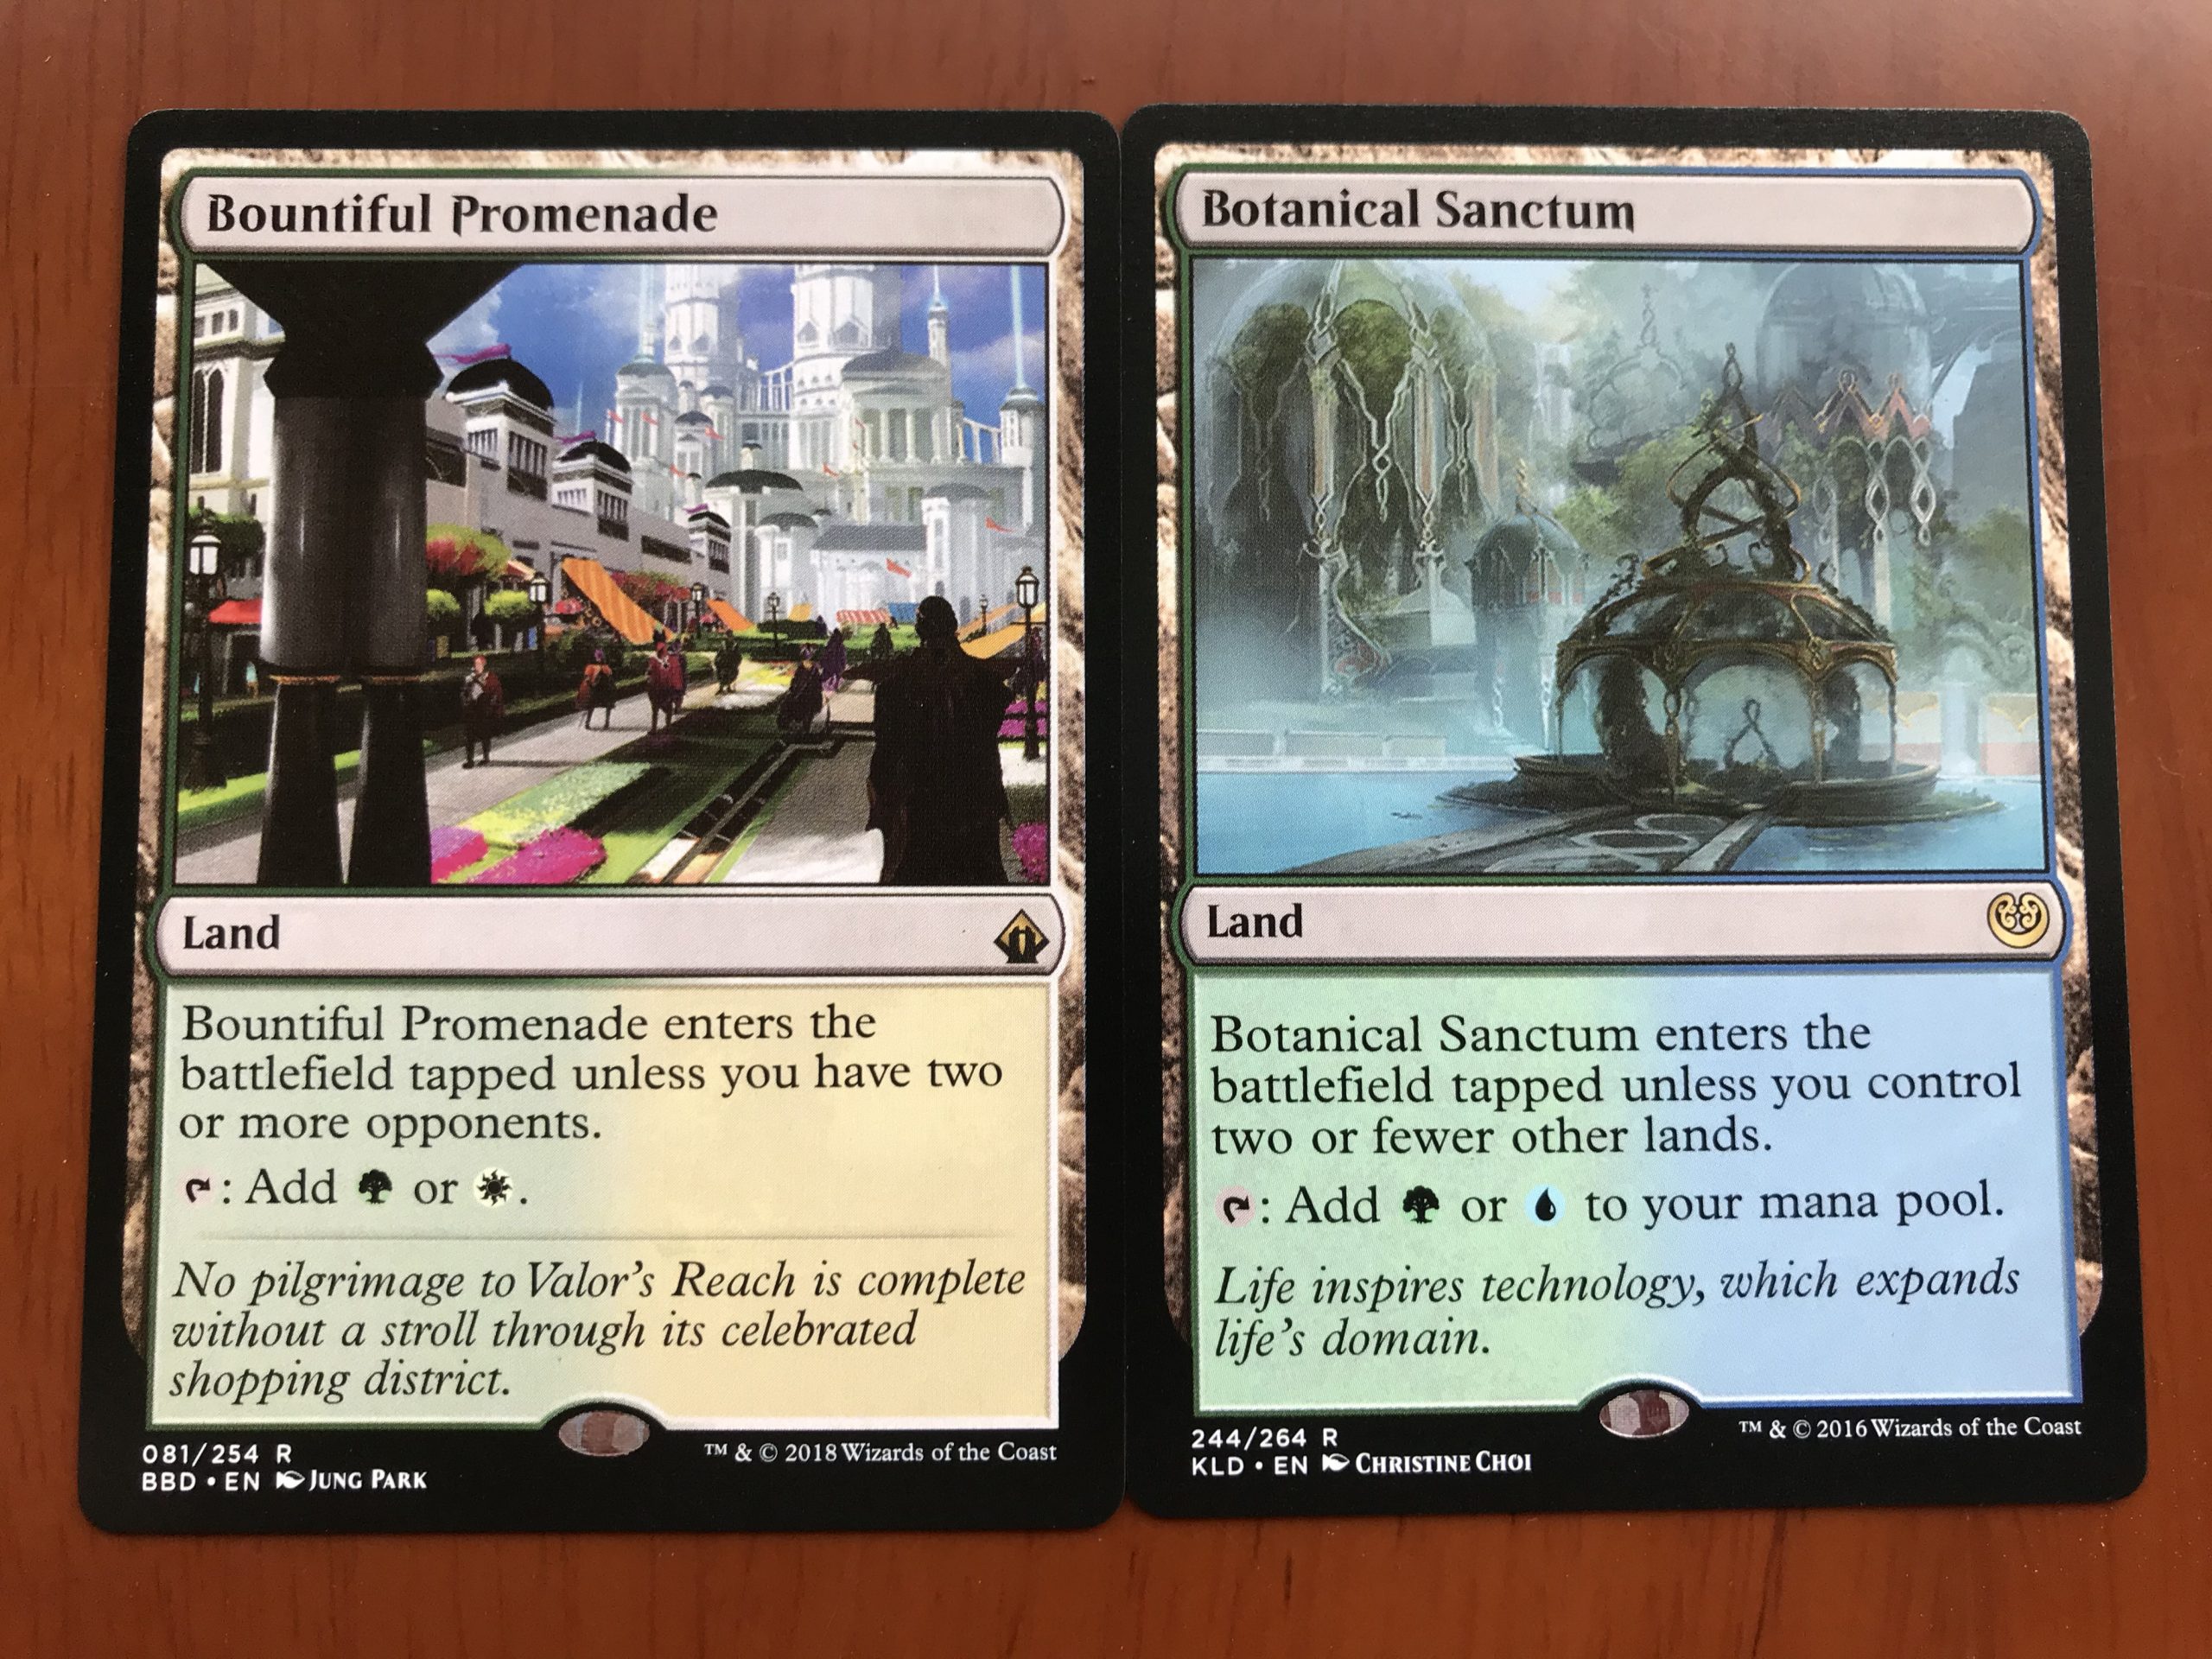 Bountiful Promenade
Land
Bountiful Promenade enters the
battlefield tapped unless you have two
or more opponents.
: Add or .
No pilgrimage to Valor's Reach is complete
without a stroll through its celebrated
shopping district.
081/254 R
BBD • EN JUNG PARK
™ & © 2018 Wizards of the Coast
Botanical Sanctum
Land
Botanical Sanctum enters the
battlefield tapped unless you control
two or fewer other lands.
: Add or to your mana pool.
Life inspires technology, which expands
life's domain.
244/264 R
KLD • EN CHRISTINE CHOI
™ & © 2016 Wizards of the Coast